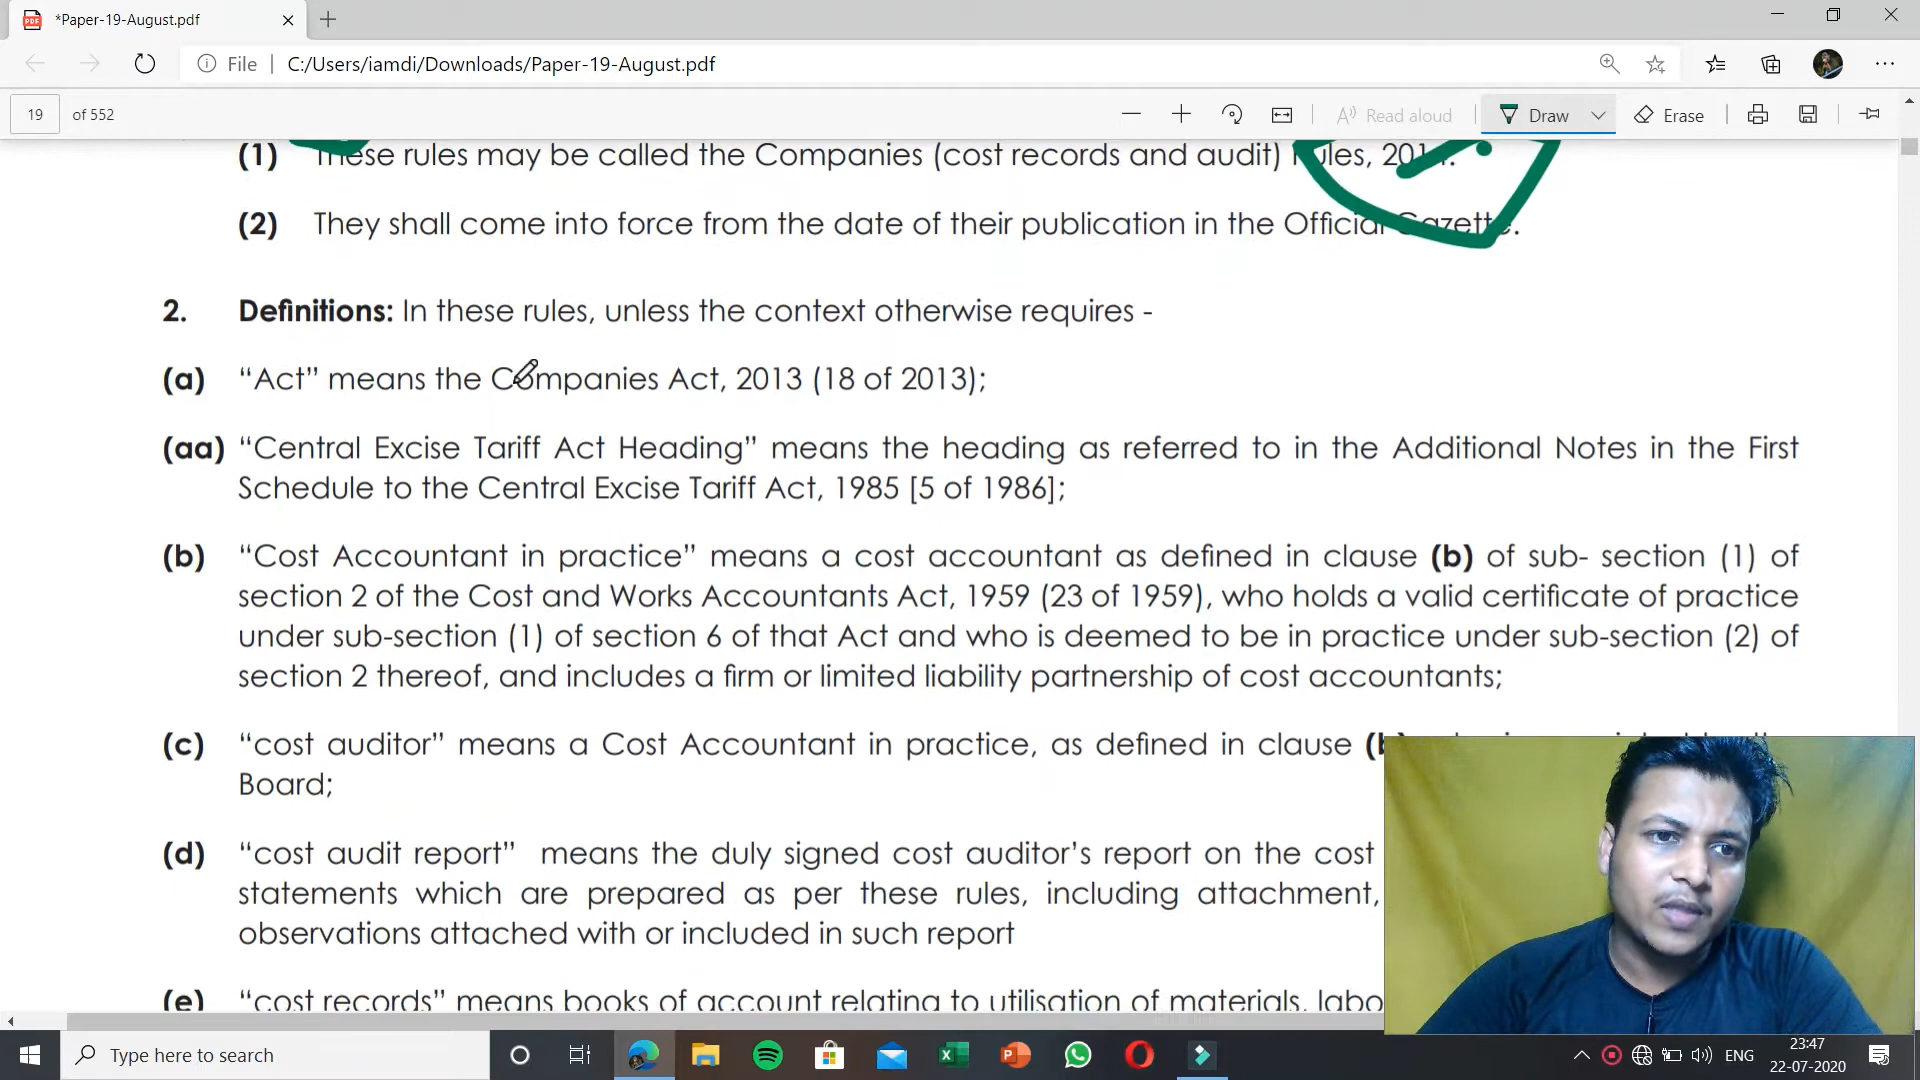 *Paper-19-August.pdf
File | C:/Users/iamdi/Downloads/Paper-19-August.pdf
19 of 552
Read aloud
Draw
Erase
(1) These rules may be called the Companies (cost records and audit) Rules,
(2) They shall come into force from the date of their publication in the Official Gazette.
2. Definitions: In these rules, unless the context otherwise requires -
(a) “Act” means the Companies Act, 2013 (18 of 2013);
(aa) “Central Excise Tariff Act Heading” means the heading as referred to in the Additional Notes in the First
Schedule to the Central Excise Tariff Act, 1985 [5 of 1986];
(b) “Cost Accountant in practice” means a cost accountant as defined in clause (b) of sub- section (1) of
section 2 of the Cost and Works Accountants Act, 1959 (23 of 1959), who holds a valid certificate of practice
under sub-section (1) of section 6 of that Act and who is deemed to be in practice under sub-section (2) of
section 2 thereof, and includes a firm or limited liability partnership of cost accountants;
(c) “cost auditor” means a Cost Accountant in practice, as defined in clause
Board;
(d) “cost audit report” means the duly signed cost auditor’s report on the cost
statements which are prepared as per these rules, including attachment,
observations attached with or included in such report
(e) “cost records” means books of account relating to utilisation of materials,
Type here to search
ENG
23:47
22-07-2020